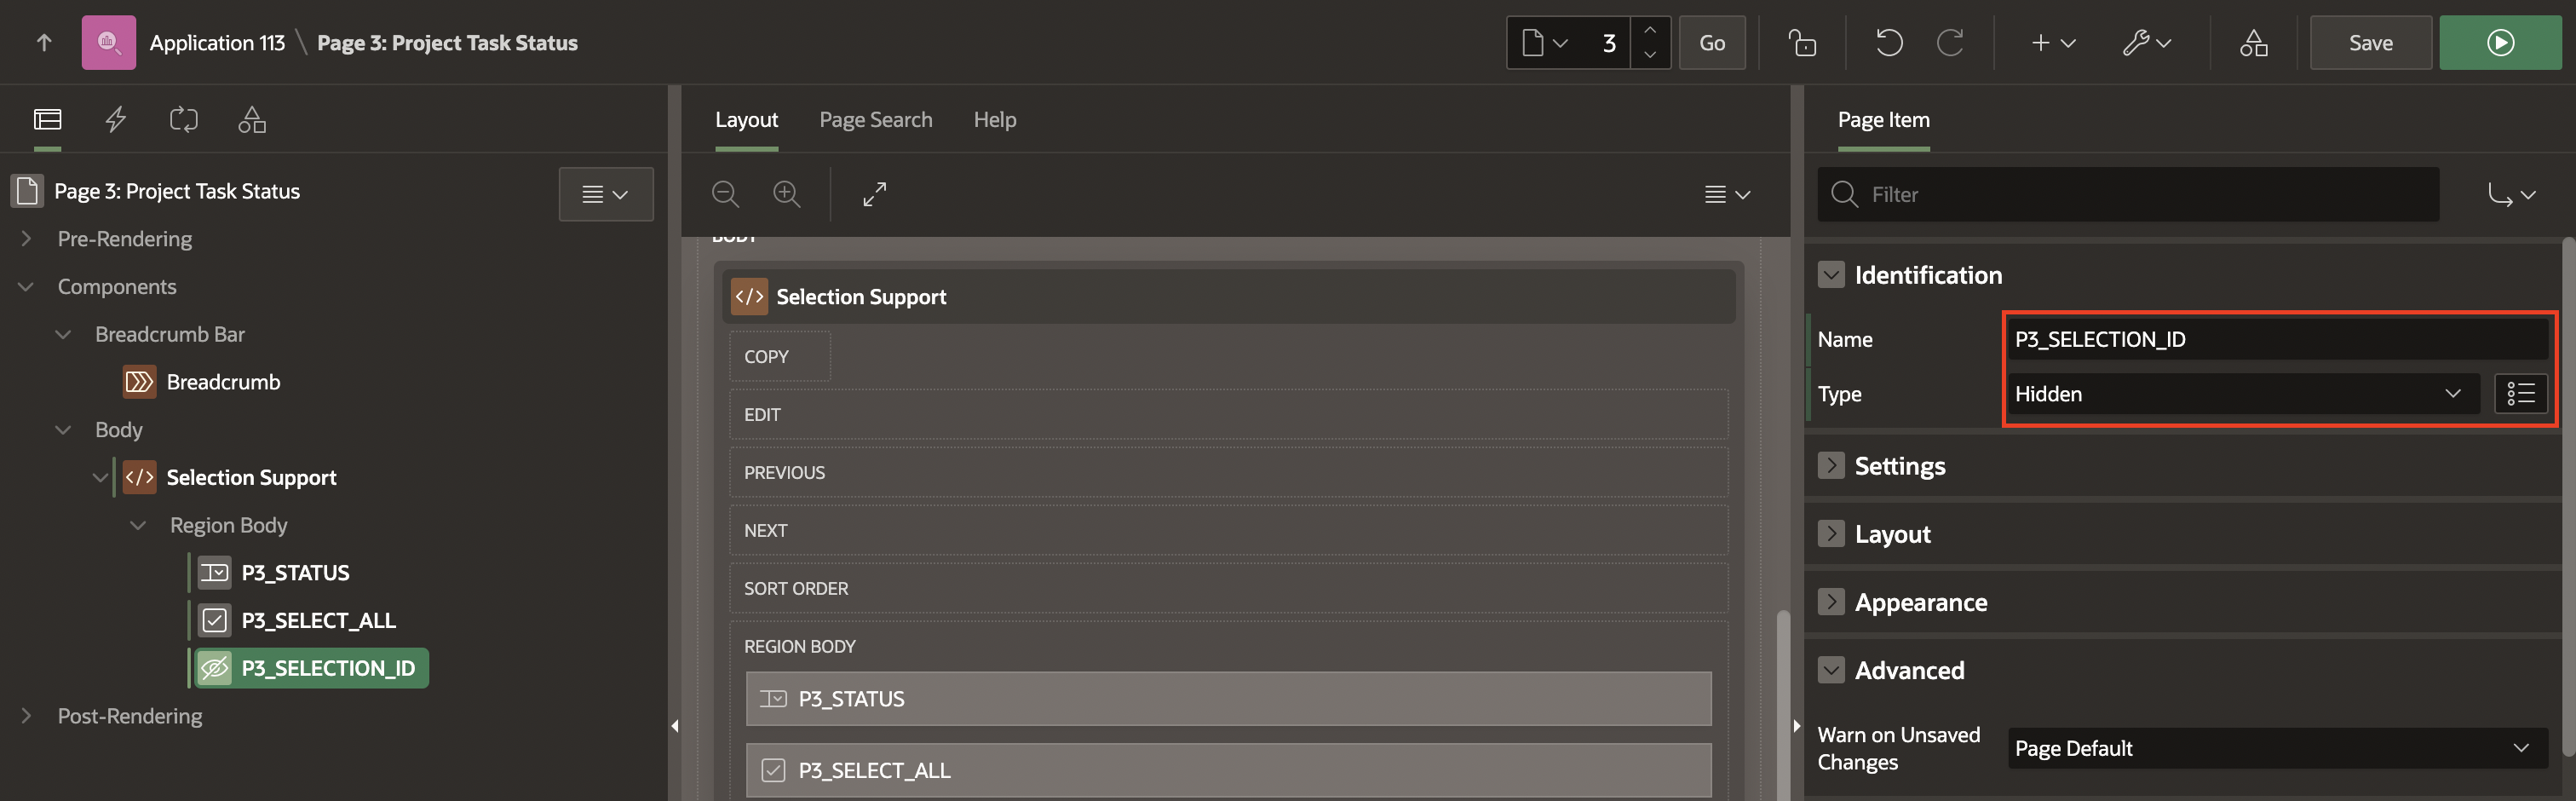 Application 113 \ Page 3: Project Task Status
3
Go
Save
Page 3: Project Task Status
Pre-Rendering
Components
Breadcrumb Bar
Breadcrumb
Body
Selection Support
Region Body
P3_STATUS
P3_SELECT_ALL
P3_SELECTION_ID
Post-Rendering
Layout
Page Search
Help
BODY
Selection Support
COPY
EDIT
PREVIOUS
NEXT
SORT ORDER
REGION BODY
P3_STATUS
P3_SELECT_ALL
Page Item
Filter
Identification
Name
P3_SELECTION_ID
Type
Hidden
Settings
Layout
Appearance
Advanced
Warn on Unsaved
Changes
Page Default